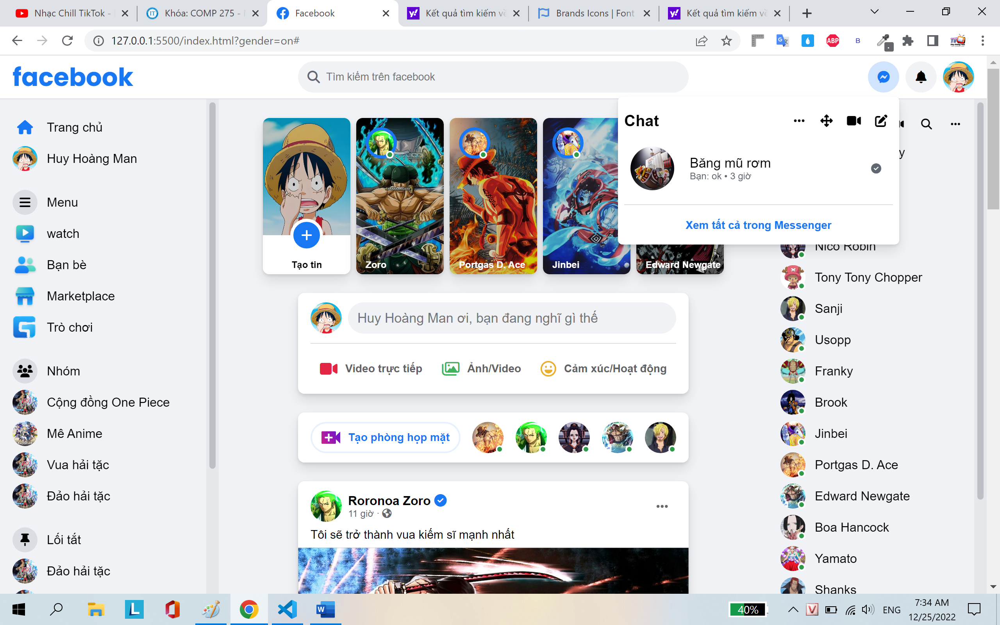 Nhạc Chill TikTok -
Khóa: COMP 275 -
Facebook
Kết quả tìm kiếm về
Brands Icons | Font
Kết quả tìm kiếm về
127.0.0.1:5500/index.html?gender=on#
facebook
Tìm kiếm trên facebook
Trang chủ
Huy Hoàng Man
Menu
watch
Bạn bè
Marketplace
Trò chơi
Nhóm
Cộng đồng One Piece
Mê Anime
Vua hải tặc
Đảo hải tặc
Lối tắt
Đảo hải tặc
Tạo tin
Zoro
Portgas D. Ace
Jinbei
Edward Newgate
Chat
Băng mũ rơm
Bạn: ok • 3 giờ
Xem tất cả trong Messenger
Huy Hoàng Man ơi, bạn đang nghĩ gì thế
Video trực tiếp
Ảnh/Video
Cảm xúc/Hoạt động
Tạo phòng họp mặt
Roronoa Zoro
11 giờ ·
Tôi sẽ trở thành vua kiếm sĩ mạnh nhất
Nico Robin
Tony Tony Chopper
Sanji
Usopp
Franky
Brook
Jinbei
Portgas D. Ace
Edward Newgate
Boa Hancock
Yamato
Shanks
40%
ENG
7:34 AM
12/25/2022